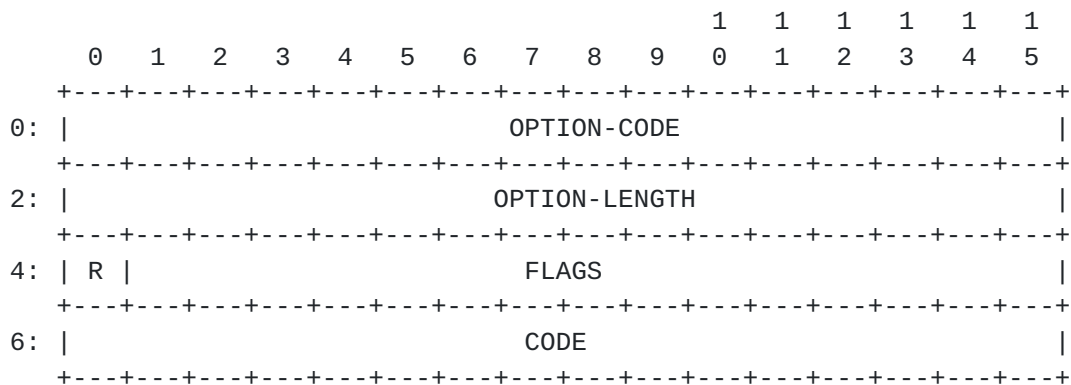 1   1   1   1   1   1
       0   1   2   3   4   5   6   7   8   9   0   1   2   3   4   5
     +---+---+---+---+---+---+---+---+---+---+---+---+---+---+---+---+
  0: |                            OPTION-CODE                        |
     +---+---+---+---+---+---+---+---+---+---+---+---+---+---+---+---+
  2: |                           OPTION-LENGTH                       |
     +---+---+---+---+---+---+---+---+---+---+---+---+---+---+---+---+
  4: | R |                         FLAGS                             |
     +---+---+---+---+---+---+---+---+---+---+---+---+---+---+---+---+
  6: |                             CODE                              |
     +---+---+---+---+---+---+---+---+---+---+---+---+---+---+---+---+